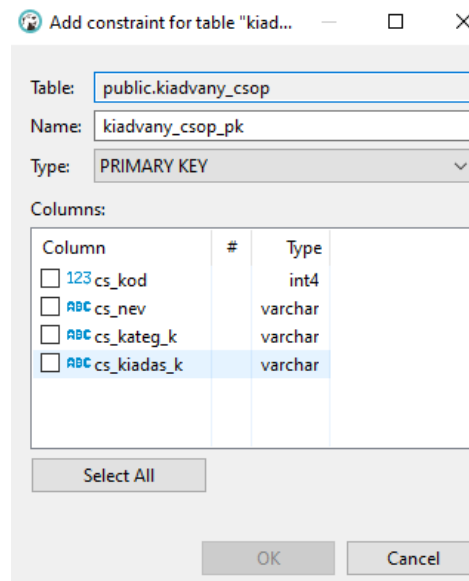 Add constraint for table "kiad...
Table: public.kiadvany_csop
Name: kiadvany_csop_pk
Type: PRIMARY KEY
Columns:
Column # Type
123 cs_kod int4
ABC cs_nev varchar
ABC cs_kateg_k varchar
ABC cs_kiadas_k varchar
Select All
OK Cancel